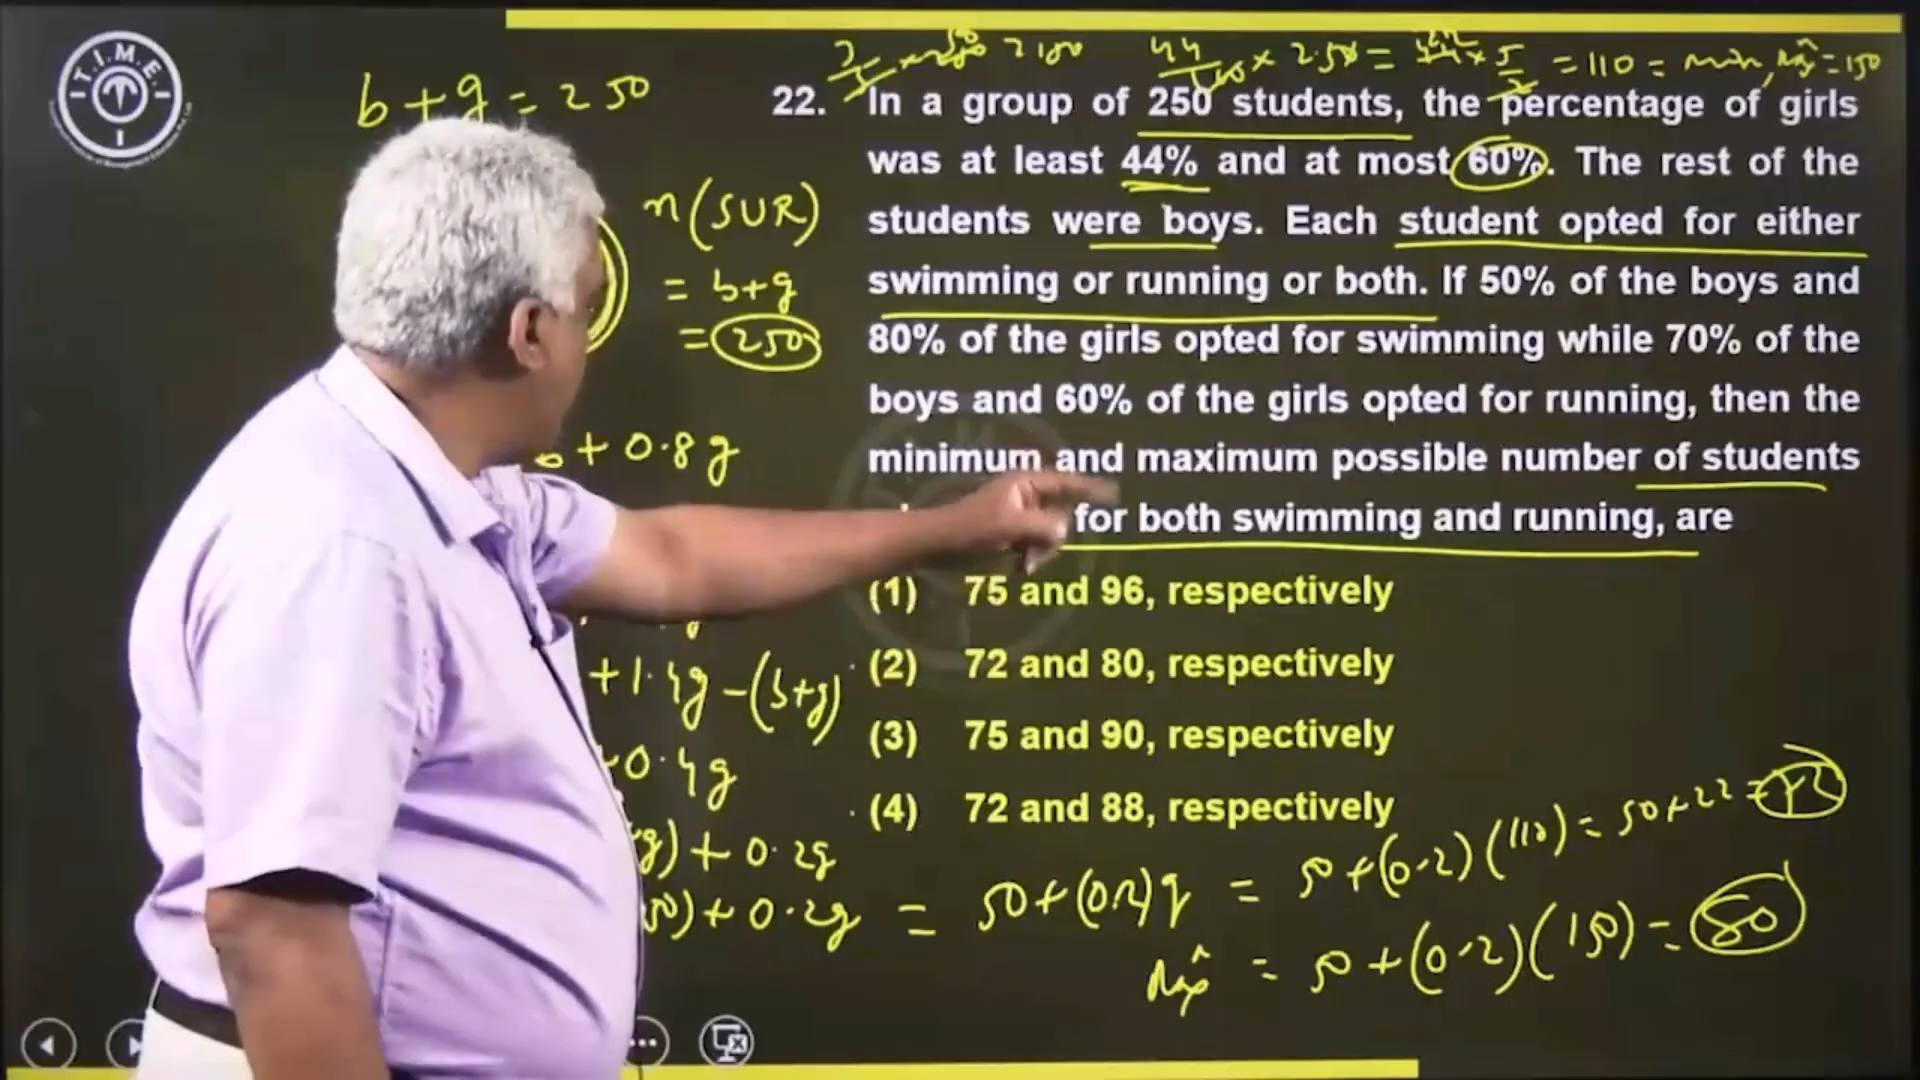 T.I.M.E.
b + g = 250
= 110 = min, Max = 150
22. In a group of 250 students, the percentage of girls
was at least 44% and at most 60%. The rest of the
students were boys. Each student opted for either
swimming or running or both. If 50% of the boys and
80% of the girls opted for swimming while 70% of the
boys and 60% of the girls opted for running, then the
minimum and maximum possible number of students
for both swimming and running, are
(1) 75 and 96, respectively
(2) 72 and 80, respectively
(3) 75 and 90, respectively
(4) 72 and 88, respectively
n(SUR)
= b+g
= 250
+ 0.8g
+1.4g -(b+g)
+0.4g
g) + 0.2g
50) + 0.2g = 50+(0.2)g = 50+(0.2)(110) = 50+22 = 72
Max = 50 +(0.2)(150) = 80